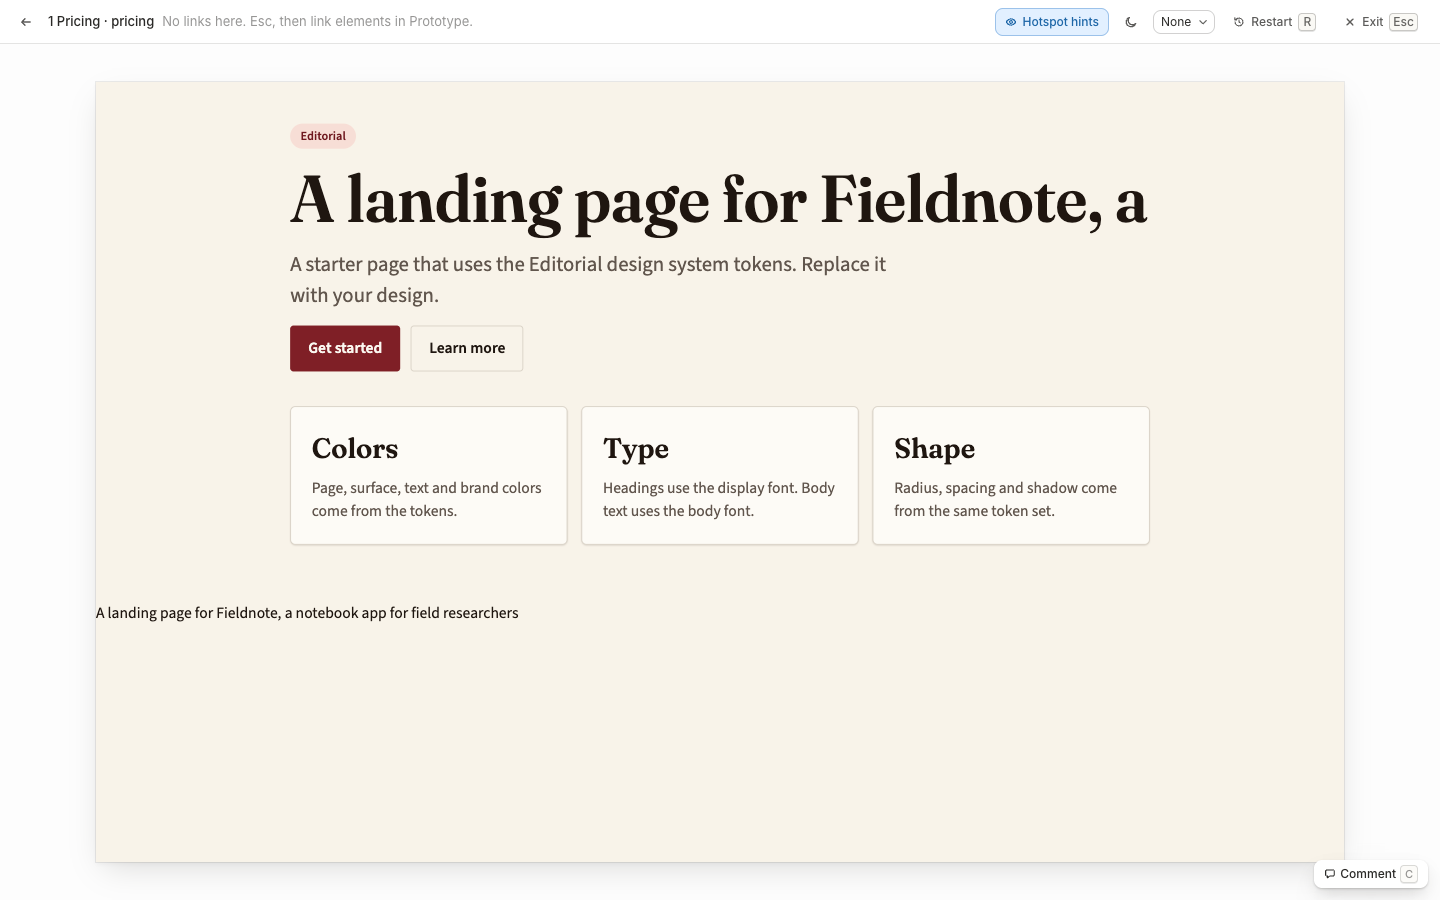 1 Pricing · pricing No links here. Esc, then link elements in Prototype. Hotspot hints None Restart R Exit Esc
Editorial
A landing page for Fieldnote, a
A starter page that uses the Editorial design system tokens. Replace it
with your design.
Get started Learn more
Colors
Page, surface, text and brand colors
come from the tokens.
Type
Headings use the display font. Body
text uses the body font.
Shape
Radius, spacing and shadow come
from the same token set.
A landing page for Fieldnote, a notebook app for field researchers
Comment C